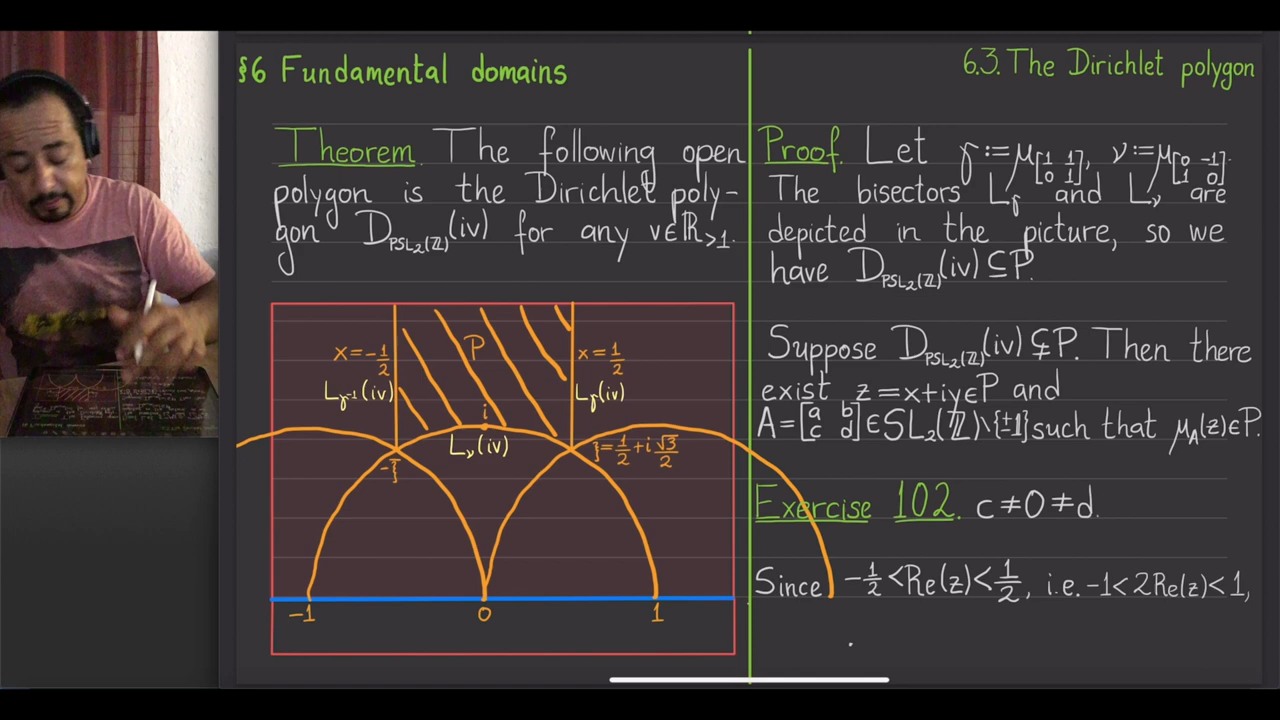 §6 Fundamental domains
6.3. The Dirichlet polygon
Theorem. The following open
polygon is the Dirichlet poly-
gon D_{PSL₂(ℤ)}(iv) for any v∈ℝ_{>1}.
P
x=-1/2
x=1/2
L_{γ⁻¹}(iv)
L_γ(iv)
i
L_ν(iv)
-ξ̄
ξ=1/2+i√3/2
-1
0
1
Proof. Let γ:=μ_{[1 1; 0 1]}, ν:=μ_{[0 -1; 1 0]}.
The bisectors L_γ and L_ν are
depicted in the picture, so we
have D_{PSL₂(ℤ)}(iv)⊆P.
Suppose D_{PSL₂(ℤ)}(iv)⊊P. Then there
exist z=x+iy∈P and
A=[a b; c d]∈SL₂(ℤ)\{±1} such that μ_A(z)∈P.
Exercise 102. c≠0≠d.
Since -1/2<Re(z)<1/2, i.e. -1<2Re(z)<1,